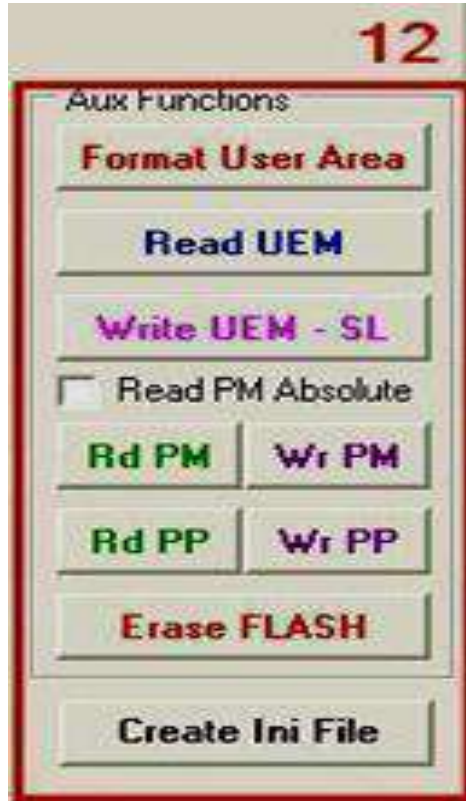 12
Aux Functions
Format User Area
Read UEM
Write UEM - SL
Read PM Absolute
Rd PM Wr PM
Rd PP Wr PP
Erase FLASH
Create Ini File